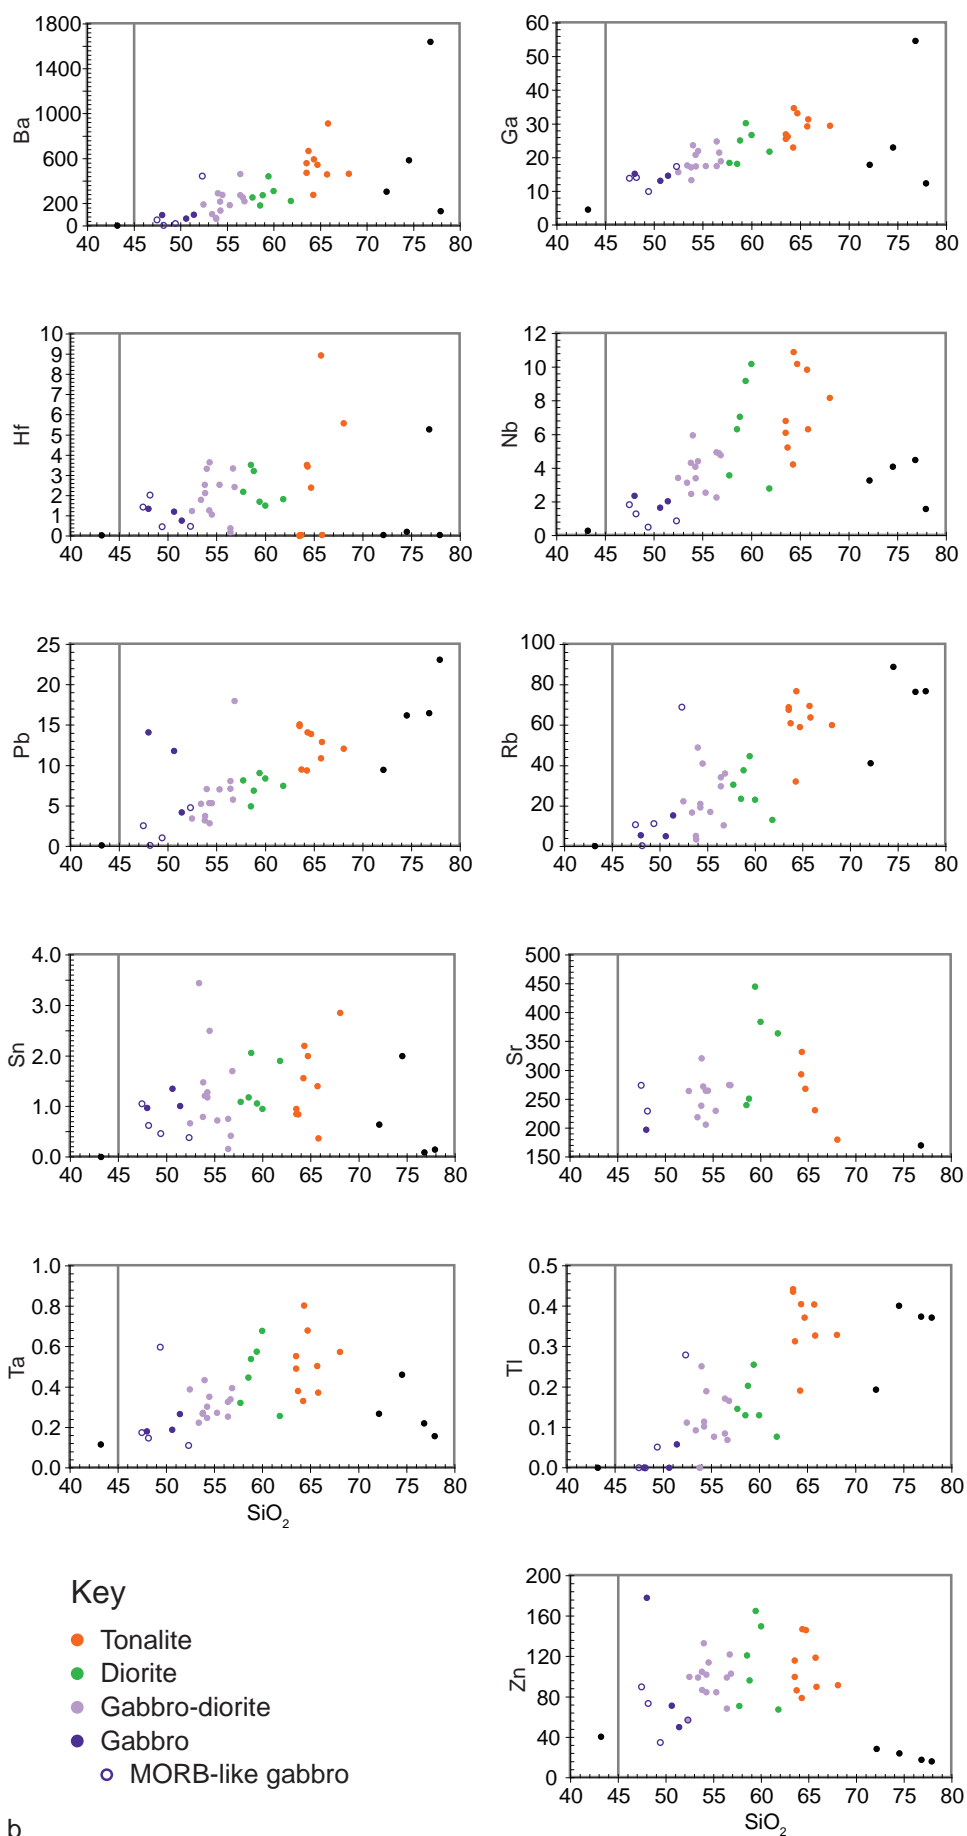 Ba
1800
1400
1000
600
200
0
40 45 50 55 60 65 70 75 80
Ga
60
50
40
30
20
10
0
40 45 50 55 60 65 70 75 80
Hf
10
9
8
7
6
5
4
3
2
1
0
40 45 50 55 60 65 70 75 80
Nb
12
10
8
6
4
2
0
40 45 50 55 60 65 70 75 80
Pb
25
20
15
10
5
0
40 45 50 55 60 65 70 75 80
Rb
100
80
60
40
20
0
40 45 50 55 60 65 70 75 80
Sn
4.0
3.0
2.0
1.0
0.0
40 45 50 55 60 65 70 75 80
Sr
500
450
400
350
300
250
200
150
40 45 50 55 60 65 70 75 80
Ta
1.0
0.8
0.6
0.4
0.2
0.0
40 45 50 55 60 65 70 75 80
SiO2
Tl
0.5
0.4
0.3
0.2
0.1
0.0
40 45 50 55 60 65 70 75 80
Key
Tonalite
Diorite
Gabbro-diorite
Gabbro
MORB-like gabbro
Zn
200
160
120
80
40
0
40 45 50 55 60 65 70 75 80
SiO2
b